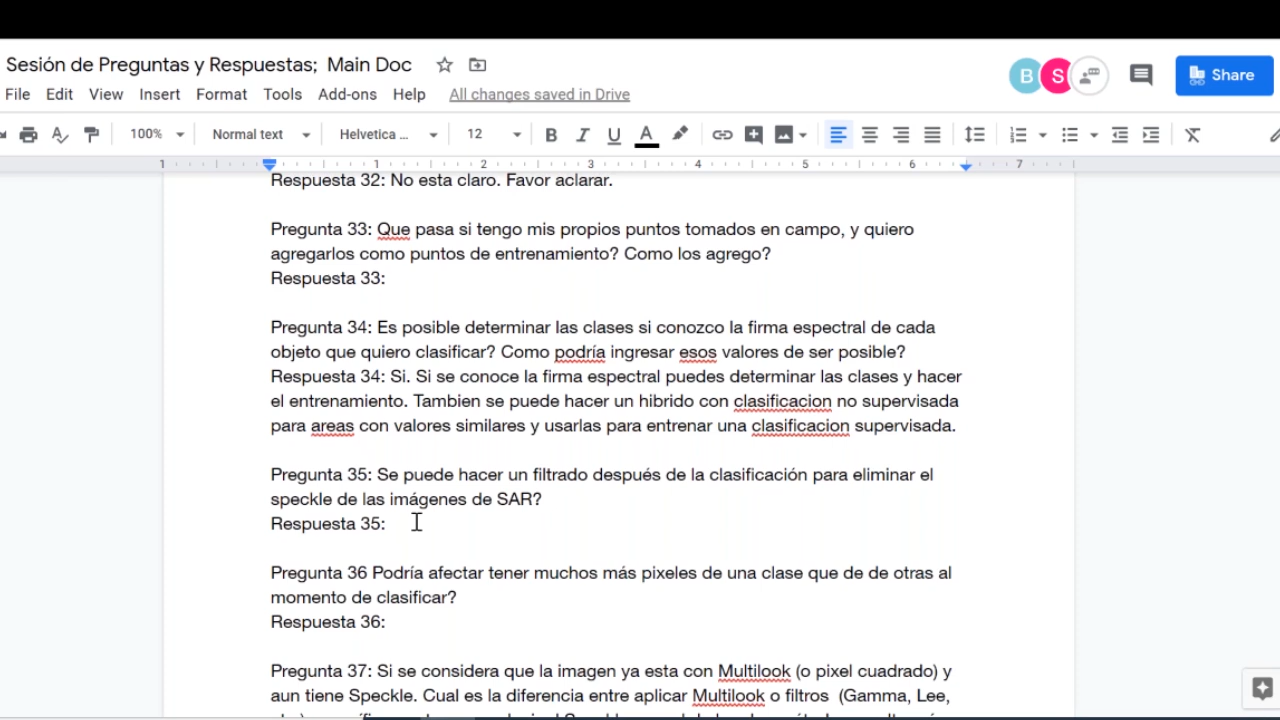 Sesión de Preguntas y Respuestas;  Main Doc
B S
Share
File Edit View Insert Format Tools Add-ons Help All changes saved in Drive
100% Normal text Helvetica ... 12 B I U A
1 1 2 3 4 5 6 7
Respuesta 32: No esta claro. Favor aclarar.
Pregunta 33: Que pasa si tengo mis propios puntos tomados en campo, y quiero
agregarlos como puntos de entrenamiento? Como los agrego?
Respuesta 33:
Pregunta 34: Es posible determinar las clases si conozco la firma espectral de cada
objeto que quiero clasificar? Como podría ingresar esos valores de ser posible?
Respuesta 34: Si. Si se conoce la firma espectral puedes determinar las clases y hacer
el entrenamiento. Tambien se puede hacer un hibrido con clasificacion no supervisada
para areas con valores similares y usarlas para entrenar una clasificacion supervisada.
Pregunta 35: Se puede hacer un filtrado después de la clasificación para eliminar el
speckle de las imágenes de SAR?
Respuesta 35:
Pregunta 36 Podría afectar tener muchos más pixeles de una clase que de de otras al
momento de clasificar?
Respuesta 36:
Pregunta 37: Si se considera que la imagen ya esta con Multilook (o pixel cuadrado) y
aun tiene Speckle. Cual es la diferencia entre aplicar Multilook o filtros  (Gamma, Lee,